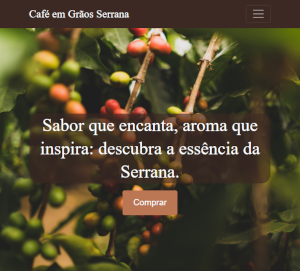 Café em Grãos Serrana
Sabor que encanta, aroma que
inspira: descubra a essência da
Serrana.
Comprar